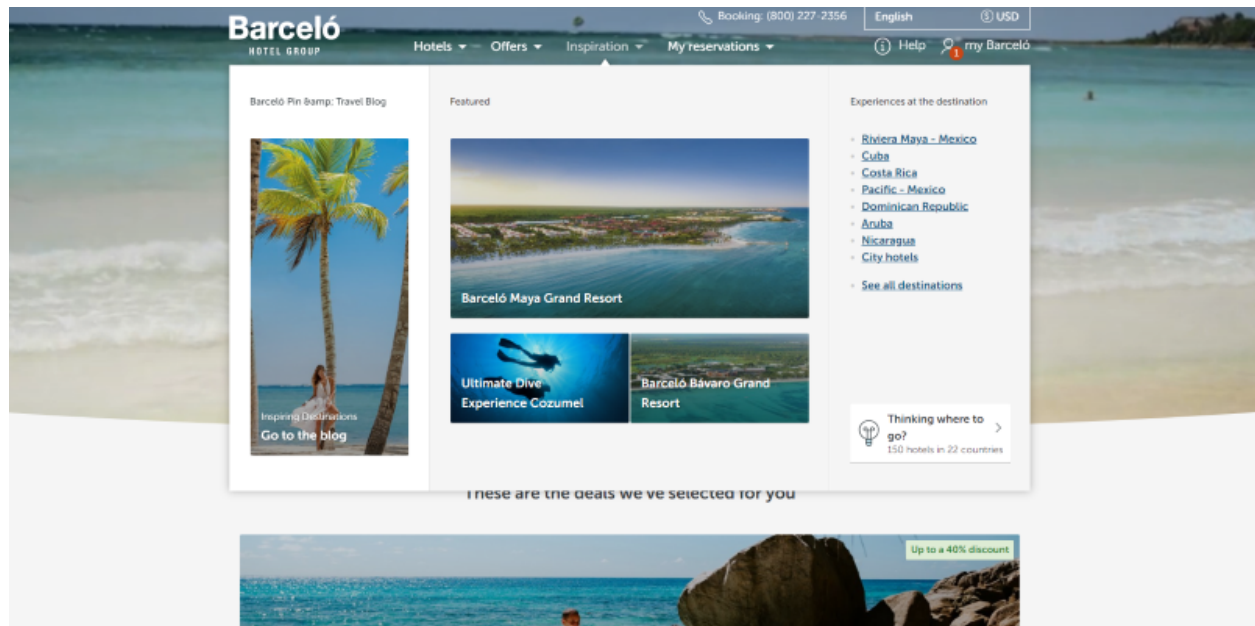 Booking: (800) 227-2356
English
USD
Barceló
HOTEL GROUP
Hotels
Offers
Inspiration
My reservations
Help
1
my Barceló
Barceló Pin &amp; Travel Blog
Inspiring Destinations
Go to the blog
Featured
Barceló Maya Grand Resort
Ultimate Dive
Experience Cozumel
Barceló Bávaro Grand
Resort
Experiences at the destination
Riviera Maya - Mexico
Cuba
Costa Rica
Pacific - Mexico
Dominican Republic
Aruba
Nicaragua
City hotels
See all destinations
Thinking where to
go?
150 hotels in 22 countries
These are the deals we've selected for you
Up to a 40% discount